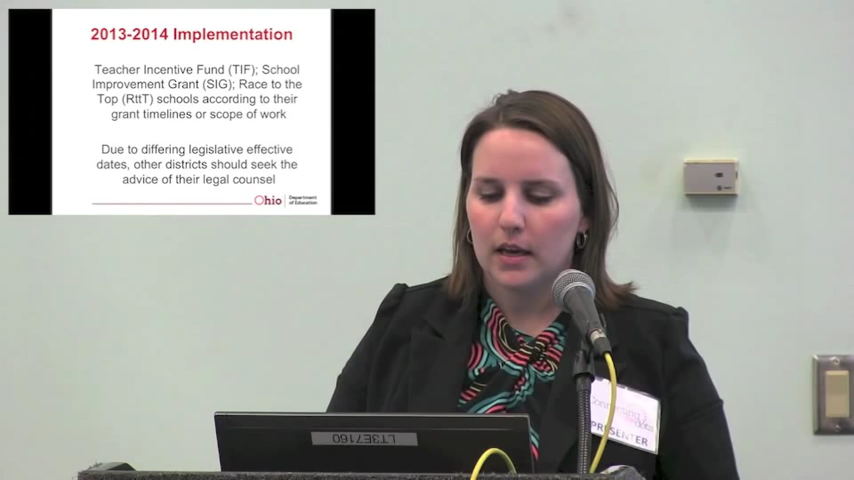 2013-2014 Implementation
Teacher Incentive Fund (TIF); School
Improvement Grant (SIG); Race to the
Top (RttT) schools according to their
grant timelines or scope of work
Due to differing legislative effective
dates, other districts should seek the
advice of their legal counsel
Ohio | Department
of Education
LT3E7160
PRESENTER